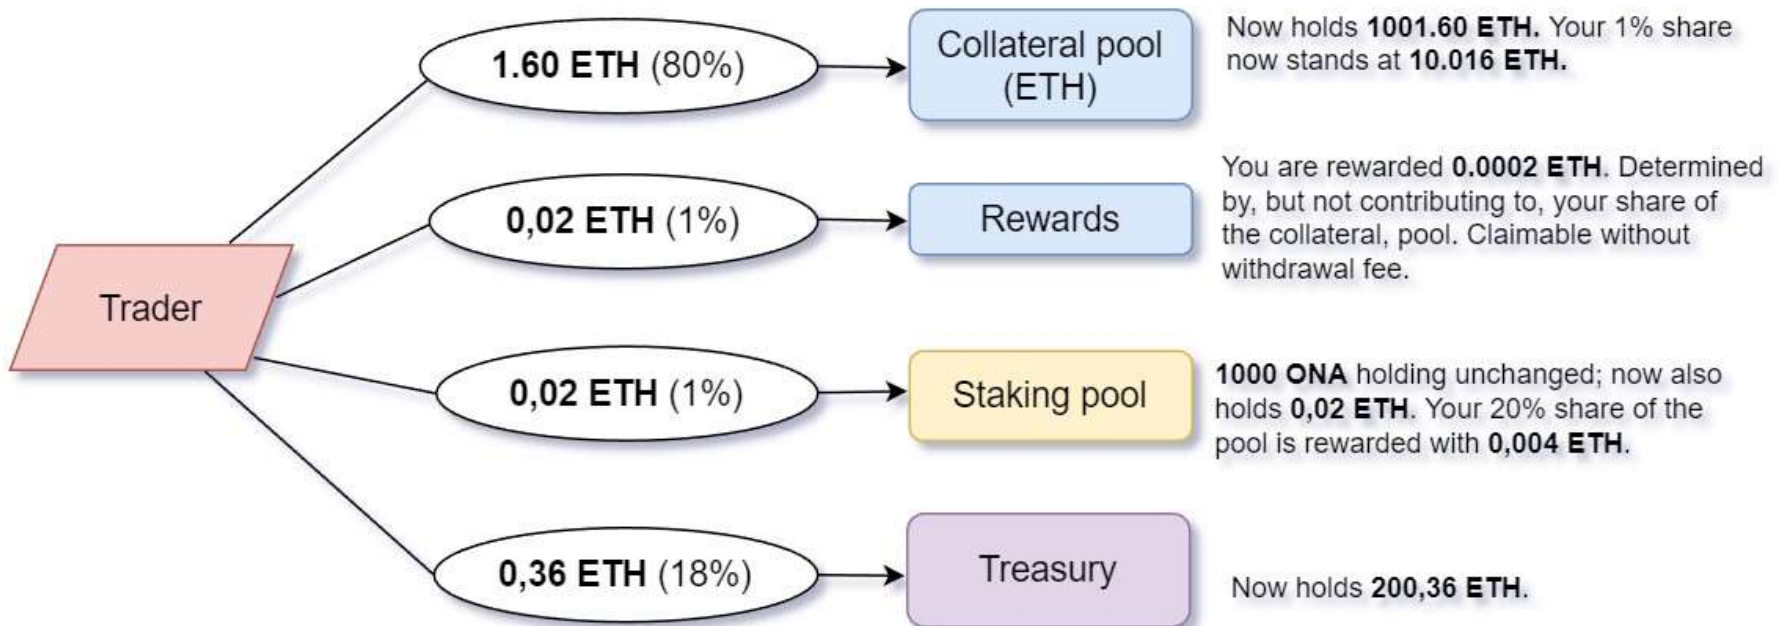 1.60 ETH (80%)
Collateral pool
(ETH)
Now holds 1001.60 ETH. Your 1% share
now stands at 10.016 ETH.
0,02 ETH (1%)
Rewards
You are rewarded 0.0002 ETH. Determined
by, but not contributing to, your share of
the collateral, pool. Claimable without
withdrawal fee.
Trader
0,02 ETH (1%)
Staking pool
1000 ONA holding unchanged; now also
holds 0,02 ETH. Your 20% share of the
pool is rewarded with 0,004 ETH.
0,36 ETH (18%)
Treasury
Now holds 200,36 ETH.